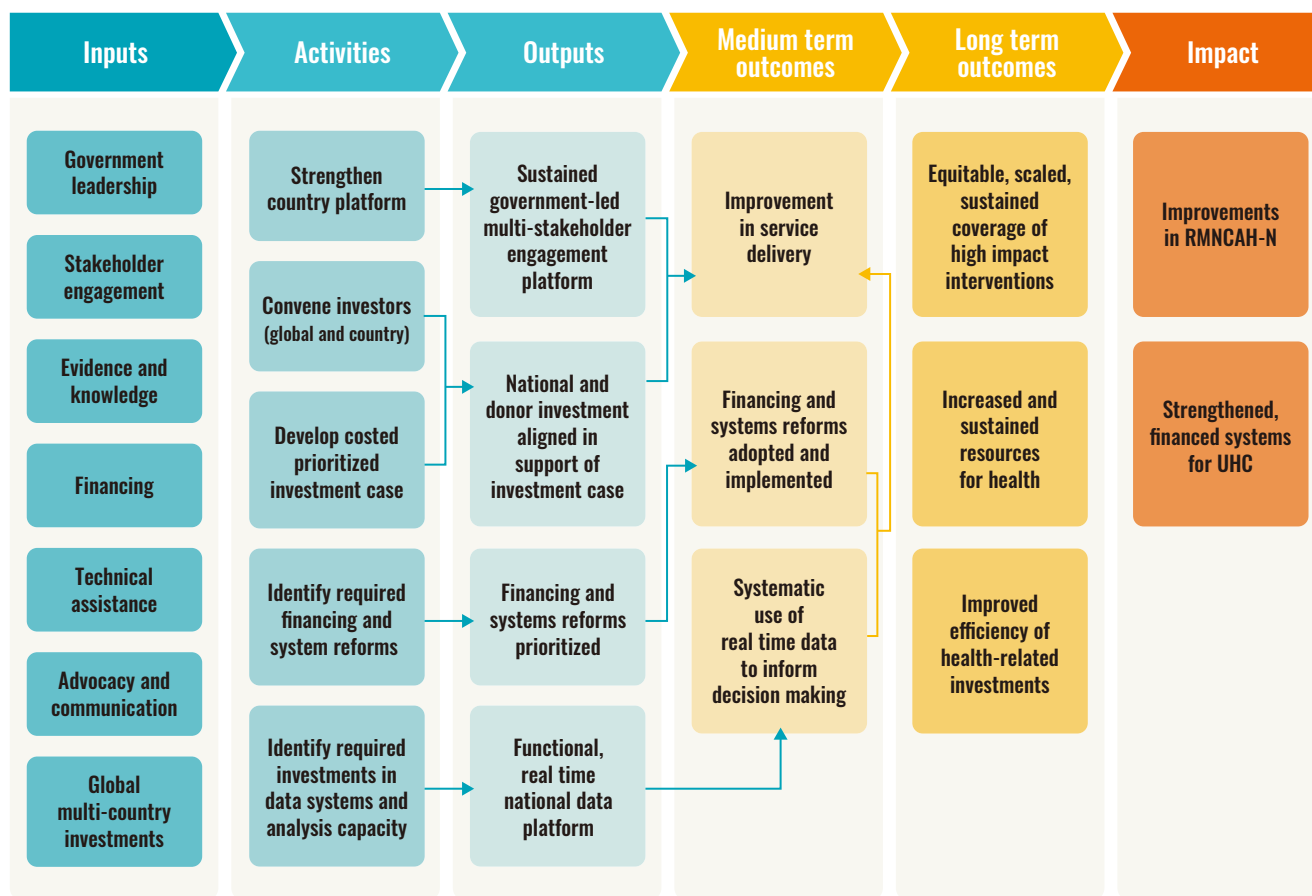 Inputs
Activities
Outputs
Medium term
outcomes
Long term
outcomes
Impact
Government
leadership
Stakeholder
engagement
Evidence and
knowledge
Financing
Technical
assistance
Advocacy and
communication
Global
multi-country
investments
Strengthen
country platform
Convene investors
(global and country)
Develop costed
prioritized
investment case
Identify required
financing and
system reforms
Identify required
investments in
data systems and
analysis capacity
Sustained
government-led
multi-stakeholder
engagement
platform
National and
donor investment
aligned in
support of
investment case
Financing and
systems reforms
prioritized
Functional,
real time
national data
platform
Improvement
in service
delivery
Financing and
systems reforms
adopted and
implemented
Systematic
use of
real time data
to inform
decision making
Equitable, scaled,
sustained
coverage of
high impact
interventions
Increased and
sustained
resources
for health
Improved
efficiency of
health-related
investments
Improvements
in RMNCAH-N
Strengthened,
financed systems
for UHC